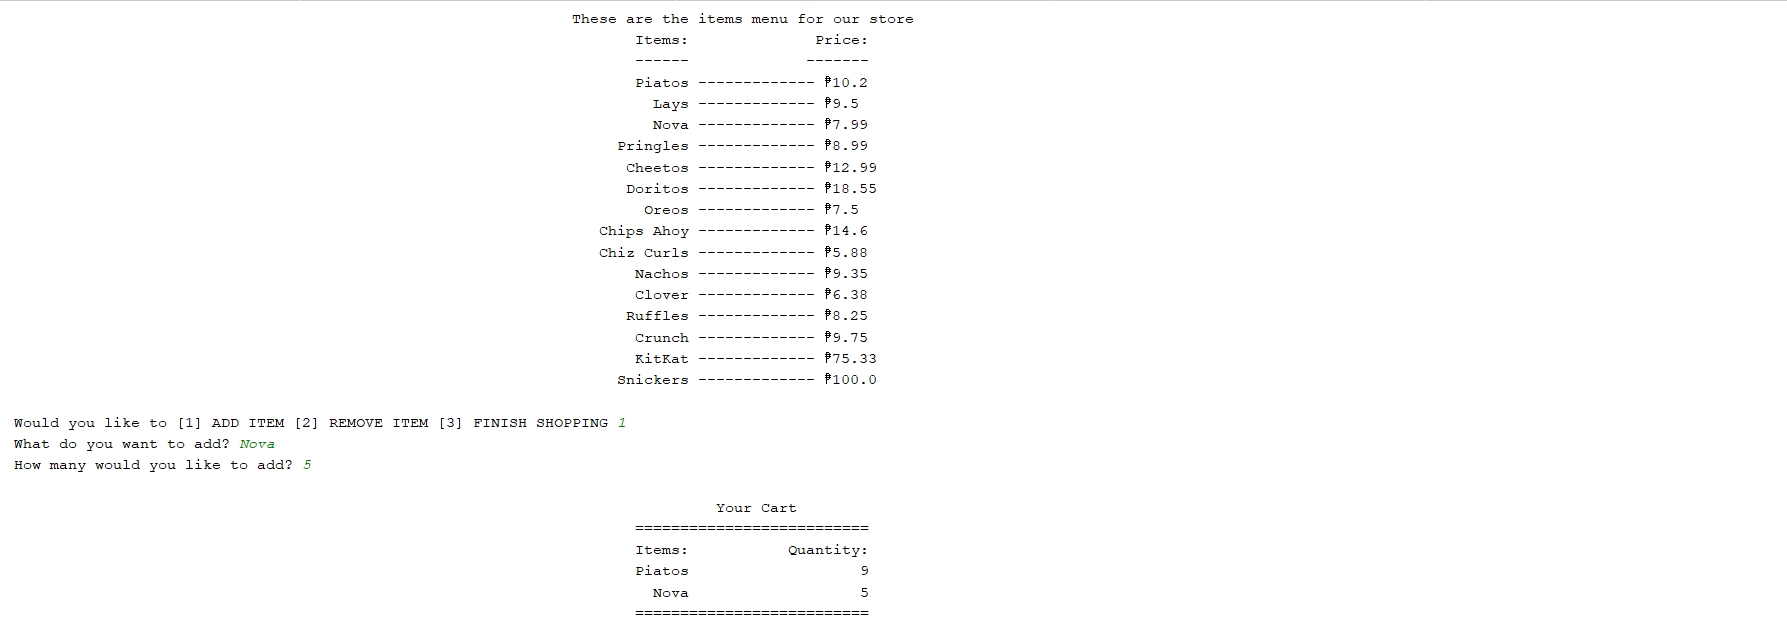 These are the items menu for our store
Items: Price:
------ -------
Piatos ------------- ₱10.2
Lays ------------- ₱9.5
Nova ------------- ₱7.99
Pringles ------------- ₱8.99
Cheetos ------------- ₱12.99
Doritos ------------- ₱18.55
Oreos ------------- ₱7.5
Chips Ahoy ------------- ₱14.6
Chiz Curls ------------- ₱5.88
Nachos ------------- ₱9.35
Clover ------------- ₱6.38
Ruffles ------------- ₱8.25
Crunch ------------- ₱9.75
KitKat ------------- ₱75.33
Snickers ------------- ₱100.0
Would you like to [1] ADD ITEM [2] REMOVE ITEM [3] FINISH SHOPPING 1
What do you want to add? Nova
How many would you like to add? 5
Your Cart
==========================
Items: Quantity:
Piatos 9
Nova 5
==========================